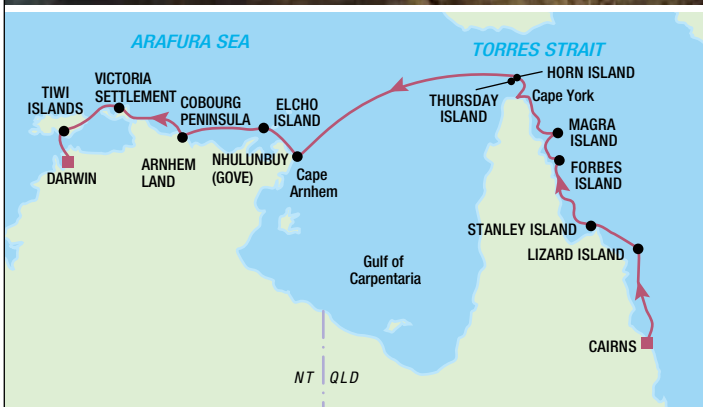 ARAFURA SEA
TORRES STRAIT
HORN ISLAND
THURSDAY
ISLAND
Cape York
TIWI
ISLANDS
VICTORIA
SETTLEMENT
COBOURG
PENINSULA
ELCHO
ISLAND
MAGRA
ISLAND
DARWIN
ARNHEM
LAND
NHULUNBUY
(GOVE)
Cape
Arnhem
FORBES
ISLAND
STANLEY ISLAND
LIZARD ISLAND
Gulf of
Carpentaria
CAIRNS
NT
QLD